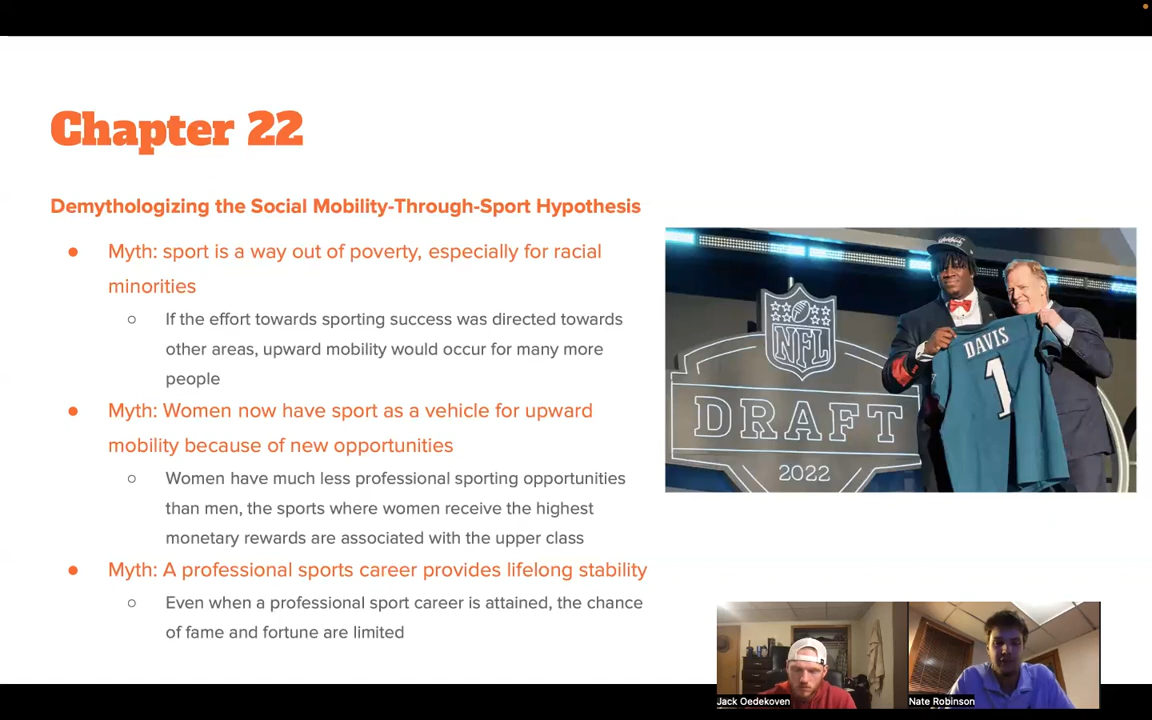 Chapter 22
Demythologizing the Social Mobility-Through-Sport Hypothesis
● Myth: sport is a way out of poverty, especially for racial
minorities
○ If the effort towards sporting success was directed towards
other areas, upward mobility would occur for many more
people
● Myth: Women now have sport as a vehicle for upward
mobility because of new opportunities
○ Women have much less professional sporting opportunities
than men, the sports where women receive the highest
monetary rewards are associated with the upper class
● Myth: A professional sports career provides lifelong stability
○ Even when a professional sport career is attained, the chance
of fame and fortune are limited
NFL
DRAFT
2022
DAVIS
1
Jack Oedekoven
Nate Robinson